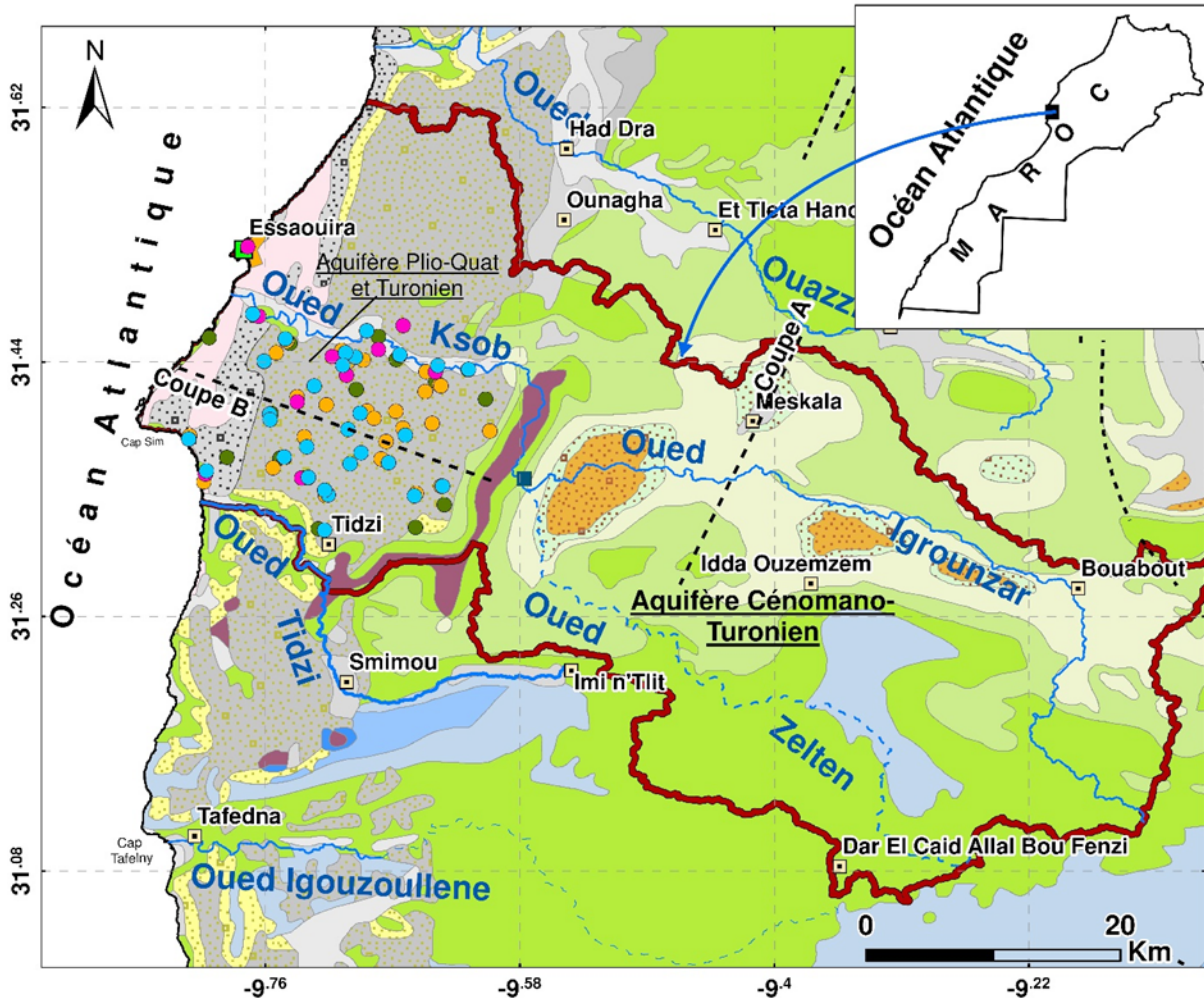 N
31.62
31.44
31.26
31.08
-9.76
-9.58
-9.4
-9.22
Océan Atlantique
Océan Atlantique
MAROC
Oued
Had Dra
Ounagha
Et Tleta Hanc
Ouazz
Essaouira
Aquifère Plio-Quat
et Turonien
Oued
Ksob
Coupe A
Meskala
Coupe B
Cap Sim
Oued
Igrounzar
Tidzi
Oued
Tidzi
Idda Ouzemzem
Bouabout
Aquifère Cénomano-
Turonien
Oued
Zelten
Smimou
Imi n'Tlit
Tafedna
Cap
Tafelny
Oued Igouzoullene
Dar El Caid Allal Bou Fenzi
0
20
Km